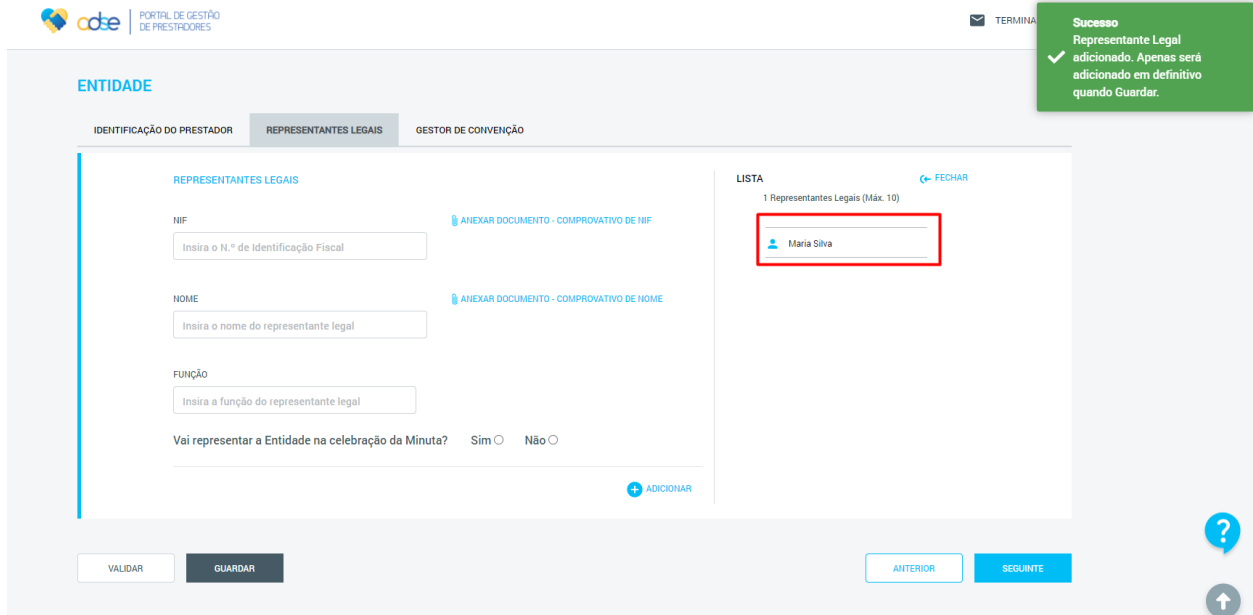 adse
PORTAL DE GESTÃO
DE PRESTADORES
TERMINA
Sucesso
Representante Legal
adicionado. Apenas será
adicionado em definitivo
quando Guardar.
ENTIDADE
IDENTIFICAÇÃO DO PRESTADOR
REPRESENTANTES LEGAIS
GESTOR DE CONVENÇÃO
REPRESENTANTES LEGAIS
NIF
ANEXAR DOCUMENTO - COMPROVATIVO DE NIF
Insira o N.º de Identificação Fiscal
NOME
ANEXAR DOCUMENTO - COMPROVATIVO DE NOME
Insira o nome do representante legal
FUNÇÃO
Insira a função do representante legal
Vai representar a Entidade na celebração da Minuta? Sim Não
ADICIONAR
LISTA
FECHAR
1 Representantes Legais (Máx. 10)
Maria Silva
VALIDAR
GUARDAR
ANTERIOR
SEGUINTE
?